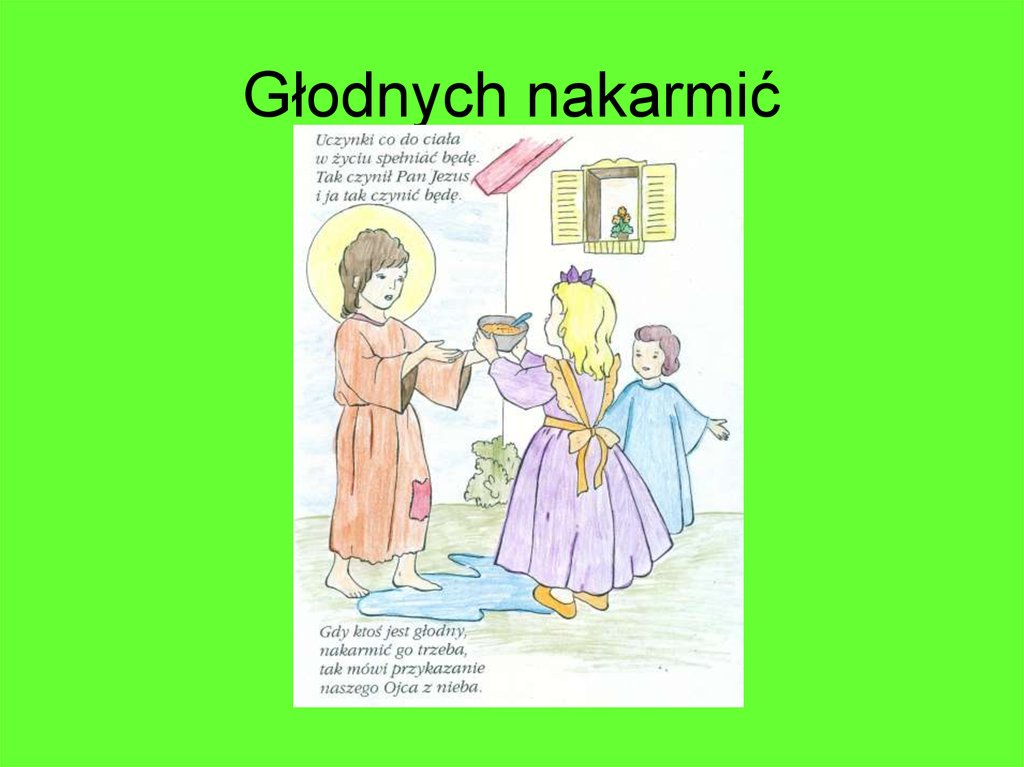 Głodnych nakarmić
Uczynki co do ciała
w życiu spełniać będę.
Tak czynił Pan Jezus
i ja tak czynić będę.
Gdy ktoś jest głodny,
nakarmić go trzeba,
tak mówi przykazanie
naszego Ojca z nieba.